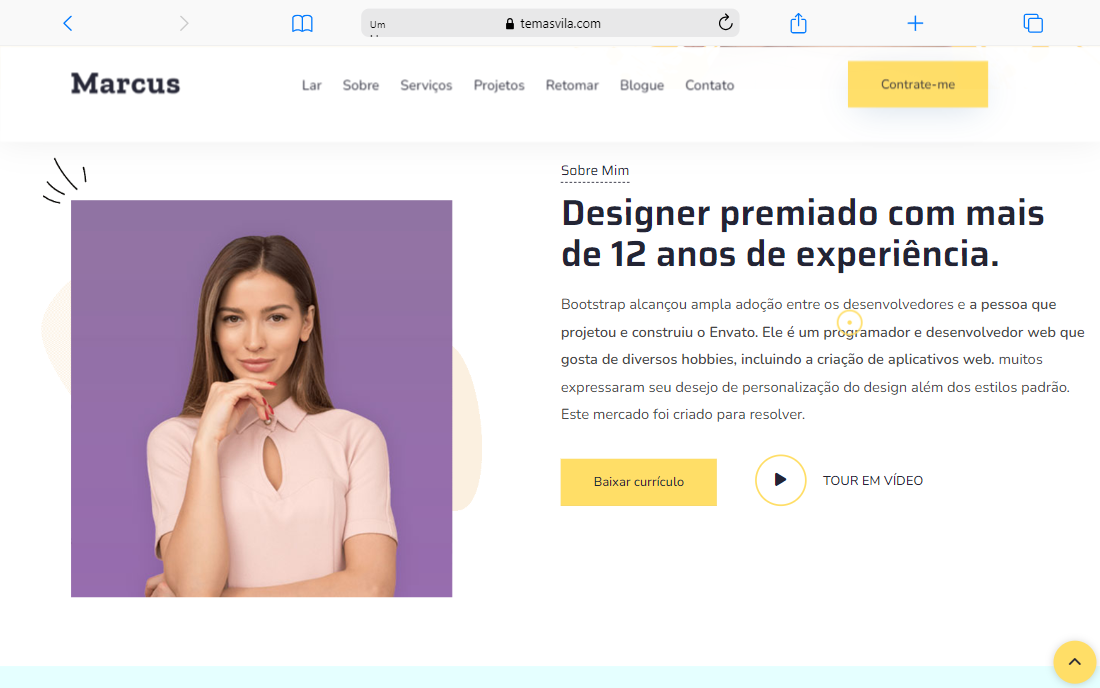 Um
temasvila.com
Marcus
Lar Sobre Serviços Projetos Retomar Blogue Contato
Contrate-me
Sobre Mim
Designer premiado com mais
de 12 anos de experiência.
Bootstrap alcançou ampla adoção entre os desenvolvedores e a pessoa que
projetou e construiu o Envato. Ele é um programador e desenvolvedor web que
gosta de diversos hobbies, incluindo a criação de aplicativos web. muitos
expressaram seu desejo de personalização do design além dos estilos padrão.
Este mercado foi criado para resolver.
Baixar currículo
TOUR EM VÍDEO